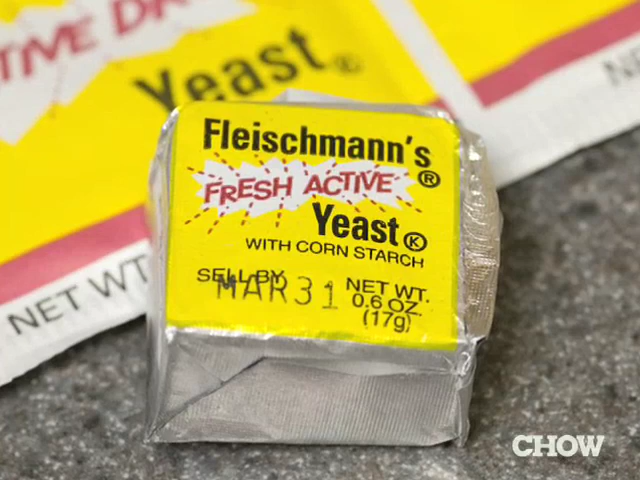 TIVE DR
Yeast
NET WT
NE
Fleischmann's®
FRESH ACTIVE
Yeast Ⓚ
WITH CORN STARCH
SELL BY
MAR31
NET WT.
0.6 OZ.
(17g)
CHOW